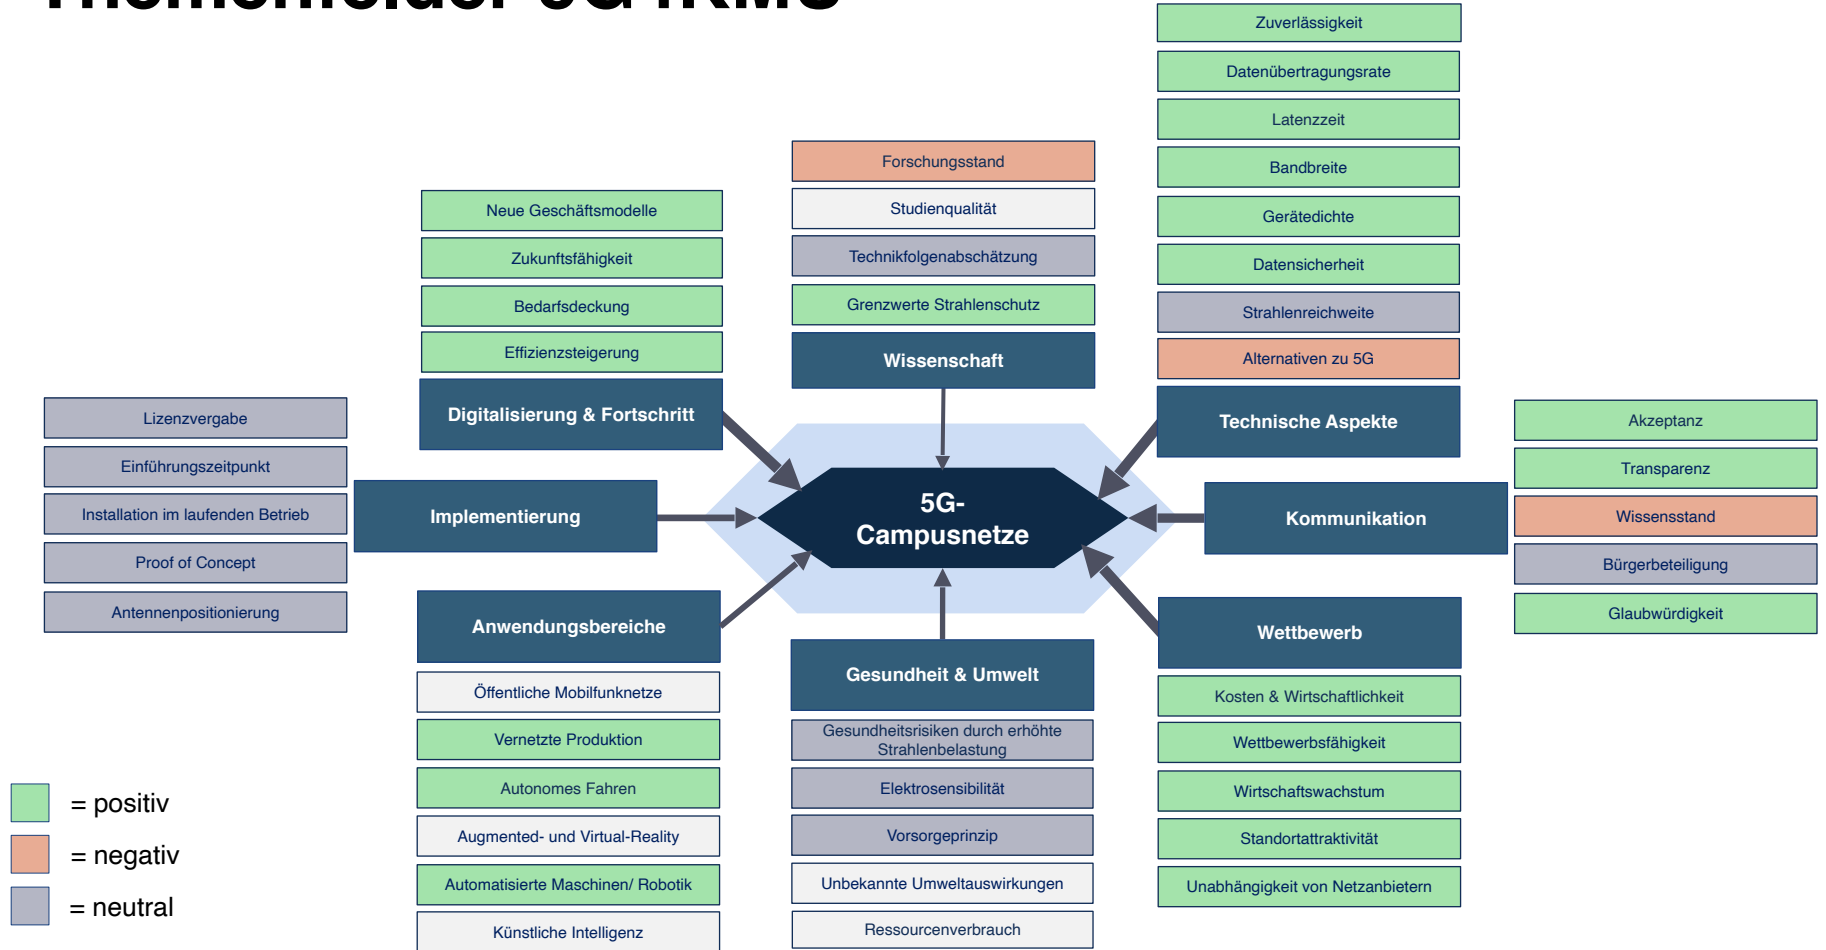 Zuverlässigkeit
Datenübertragungsrate
Latenzzeit
Bandbreite
Gerätedichte
Datensicherheit
Strahlenreichweite
Alternativen zu 5G
Technische Aspekte
Forschungsstand
Studienqualität
Technikfolgenabschätzung
Grenzwerte Strahlenschutz
Wissenschaft
Neue Geschäftsmodelle
Zukunftsfähigkeit
Bedarfsdeckung
Effizienzsteigerung
Digitalisierung & Fortschritt
Lizenzvergabe
Einführungszeitpunkt
Installation im laufenden Betrieb
Proof of Concept
Antennenpositionierung
Implementierung
5G-
Campusnetze
Kommunikation
Akzeptanz
Transparenz
Wissensstand
Bürgerbeteiligung
Glaubwürdigkeit
Anwendungsbereiche
Öffentliche Mobilfunknetze
Vernetzte Produktion
Autonomes Fahren
Augmented- und Virtual-Reality
Automatisierte Maschinen/ Robotik
Künstliche Intelligenz
Gesundheit & Umwelt
Gesundheitsrisiken durch erhöhte
Strahlenbelastung
Elektrosensibilität
Vorsorgeprinzip
Unbekannte Umweltauswirkungen
Ressourcenverbrauch
Wettbewerb
Kosten & Wirtschaftlichkeit
Wettbewerbsfähigkeit
Wirtschaftswachstum
Standortattraktivität
Unabhängigkeit von Netzanbietern
= positiv
= negativ
= neutral